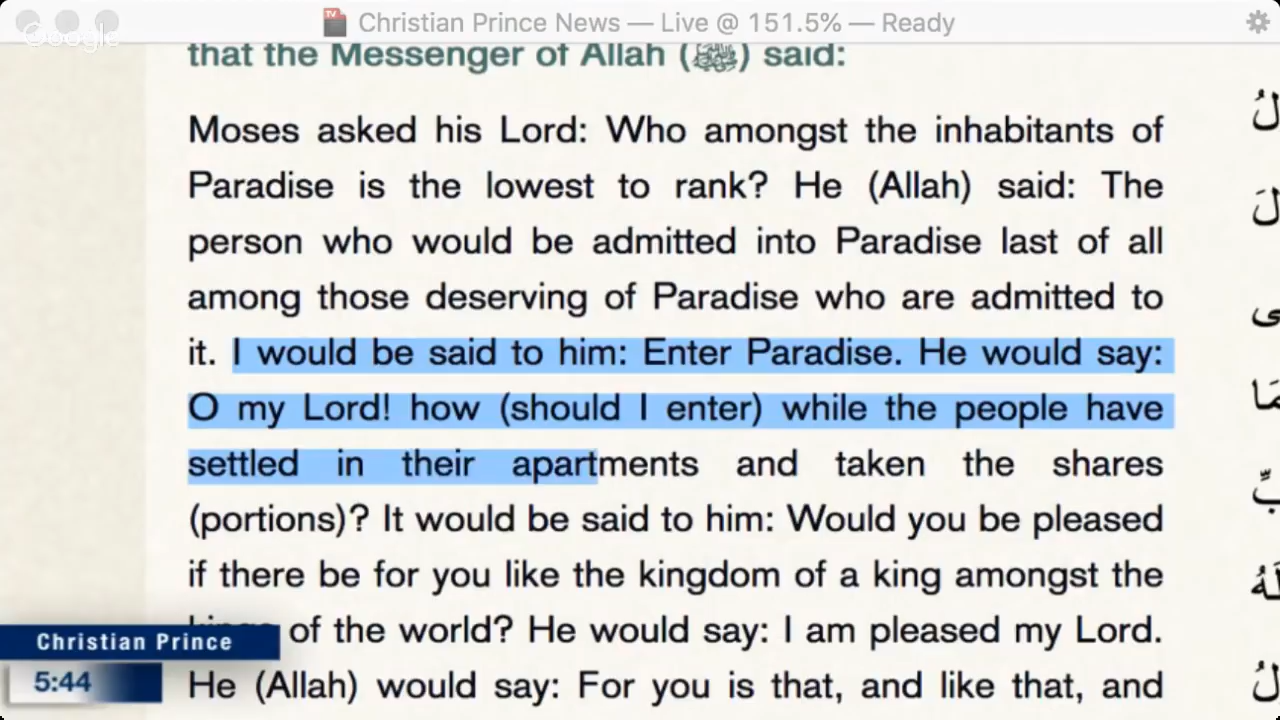 Christian Prince News — Live @ 151.5% — Ready
Google
that the Messenger of Allah (ﷺ) said:
Moses asked his Lord: Who amongst the inhabitants of
Paradise is the lowest to rank? He (Allah) said: The
person who would be admitted into Paradise last of all
among those deserving of Paradise who are admitted to
it. I would be said to him: Enter Paradise. He would say:
O my Lord! how (should I enter) while the people have
settled in their apartments and taken the shares
(portions)? It would be said to him: Would you be pleased
if there be for you like the kingdom of a king amongst the
kings of the world? He would say: I am pleased my Lord.
He (Allah) would say: For you is that, and like that, and
Christian Prince
5:44